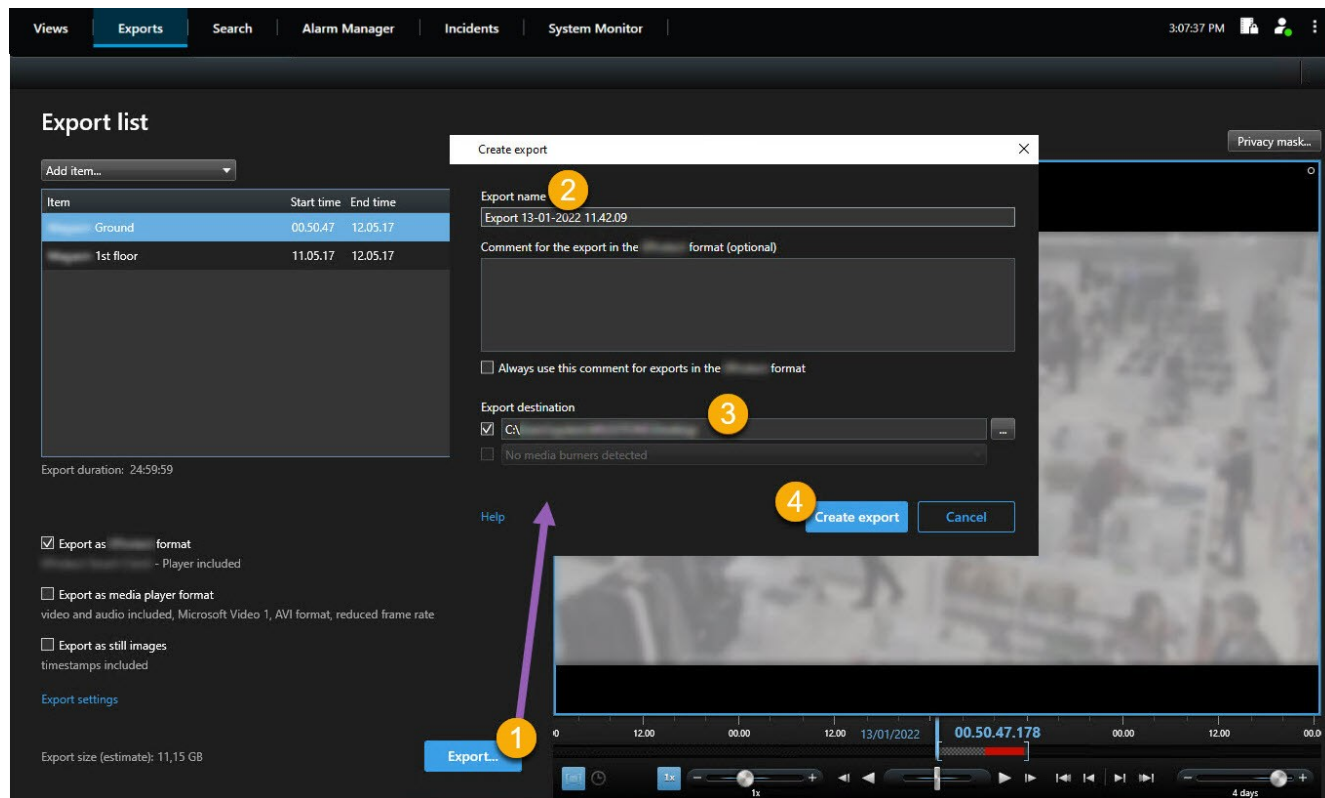 Views Exports Search Alarm Manager Incidents System Monitor 3:07:37 PM
Export list
Privacy mask...
Add item...
Item Start time End time
Ground 00.50.47 12.05.17
1st floor 11.05.17 12.05.17
Export duration: 24:59:59
Export as format
- Player included
Export as media player format
video and audio included, Microsoft Video 1, AVI format, reduced frame rate
Export as still images
timestamps included
Export settings
Export size (estimate): 11,15 GB
1
Export...
Create export
Export name
2
Export 13-01-2022 11.42.09
Comment for the export in the format (optional)
Always use this comment for exports in the format
Export destination
3
C:\
...
No media burners detected
Help
4
Create export Cancel
12.00 00.00 12.00 13/01/2022 00.50.47.178 00.00 12.00 00.0
1x
1x
4 days